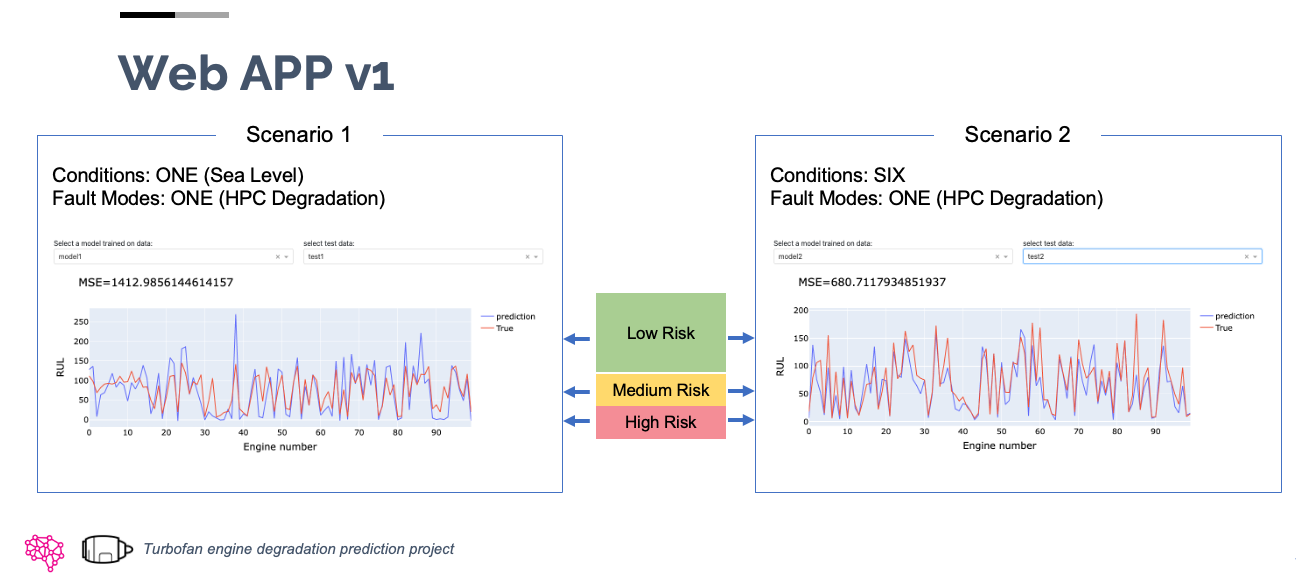 Web APP v1
Scenario 1
Conditions: ONE (Sea Level)
Fault Modes: ONE (HPC Degradation)
Select a model trained on data:
select test data:
model1
test1
MSE=1412.9856144614157
prediction
True
250
200
150
100
50
0
RUL
0 10 20 30 40 50 60 70 80 90
Engine number
Low Risk
Medium Risk
High Risk
Scenario 2
Conditions: SIX
Fault Modes: ONE (HPC Degradation)
Select a model trained on data:
select test data:
model2
test2
MSE=680.7117934851937
prediction
True
200
150
100
50
0
RUL
0 10 20 30 40 50 60 70 80 90
Engine number
Turbofan engine degradation prediction project